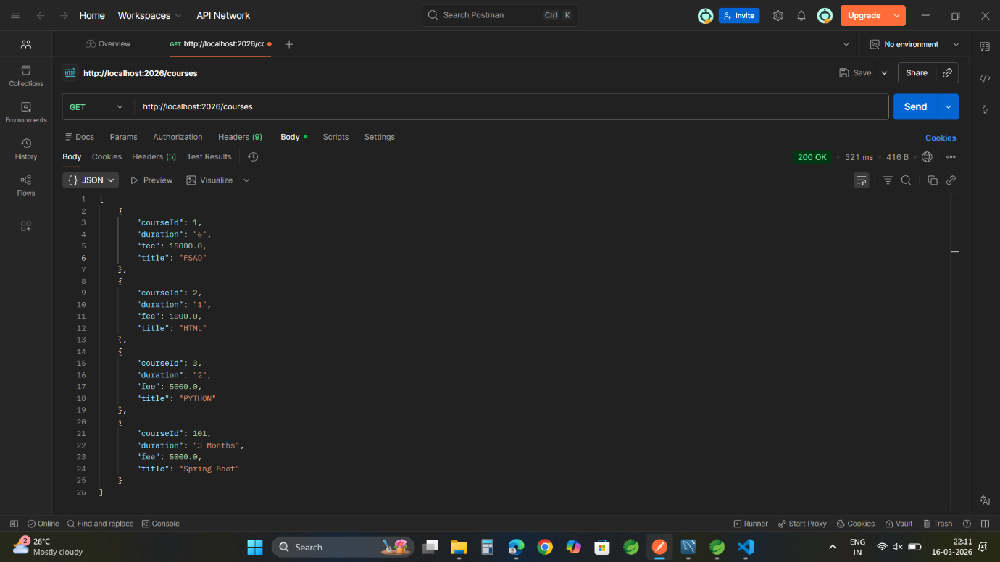 Home Workspaces API Network Search Postman Ctrl K Invite Upgrade
Overview GET http://localhost:2026/cc No environment
HTTP http://localhost:2026/courses Save Share
GET http://localhost:2026/courses Send
Docs Params Authorization Headers (9) Body Scripts Settings Cookies
Body Cookies Headers (5) Test Results 200 OK 321 ms 416 B
{} JSON Preview Visualize
Collections
Environments
History
Flows
1 [
2 {
3 "courseId": 1,
4 "duration": "6",
5 "fee": 15000.0,
6 "title": "FSAD"
7 },
8 {
9 "courseId": 2,
10 "duration": "1",
11 "fee": 1000.0,
12 "title": "HTML"
13 },
14 {
15 "courseId": 3,
16 "duration": "2",
17 "fee": 5000.0,
18 "title": "PYTHON"
19 },
20 {
21 "courseId": 101,
22 "duration": "3 Months",
23 "fee": 5000.0,
24 "title": "Spring Boot"
25 }
26 ]
AI
Online Find and replace Console Runner Start Proxy Cookies Vault Trash
2 26°C Search ENG 22:11
Mostly cloudy IN 16-03-2026